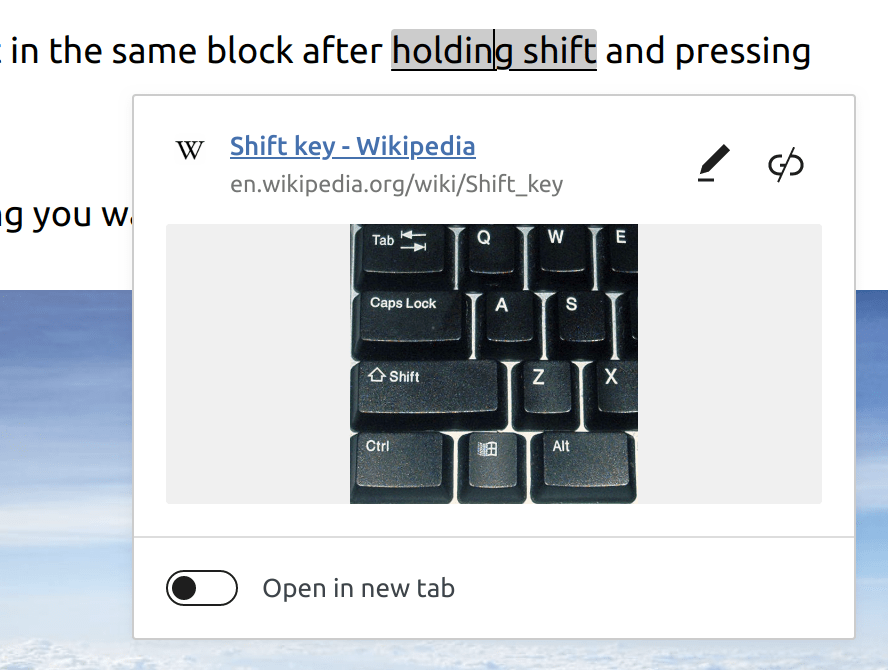 in the same block after holding shift and pressing
Shift key - Wikipedia
W
en.wikipedia.org/wiki/Shift_key
g you wa
Tab Q W E
Caps Lock A S
Shift Z X
Ctrl Alt
Open in new tab